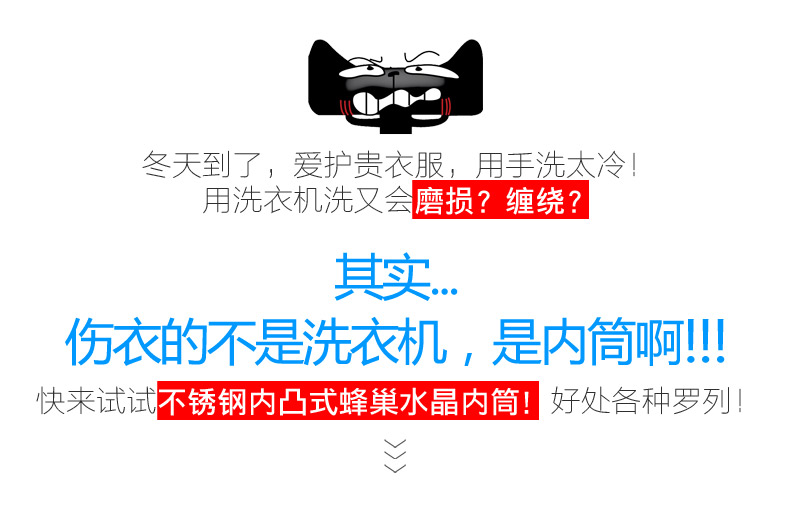 冬天到了，爱护贵衣服，用手洗太冷！
用洗衣机洗又会磨损？缠绕？
其实...
伤衣的不是洗衣机，是内筒啊!!!
快来试试不锈钢内凸式蜂巢水晶内筒！好处各种罗列！